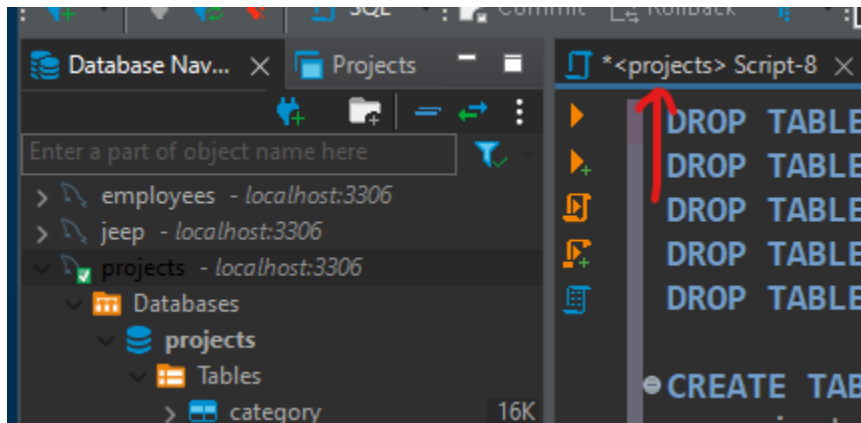 SQL Commit Rollback
Database Nav... Projects
*<projects> Script-8
Enter a part of object name here
employees - localhost:3306
jeep - localhost:3306
projects - localhost:3306
Databases
projects
Tables
category 16K
DROP TABLE
DROP TABLE
DROP TABLE
DROP TABLE
DROP TABLE
CREATE TAB